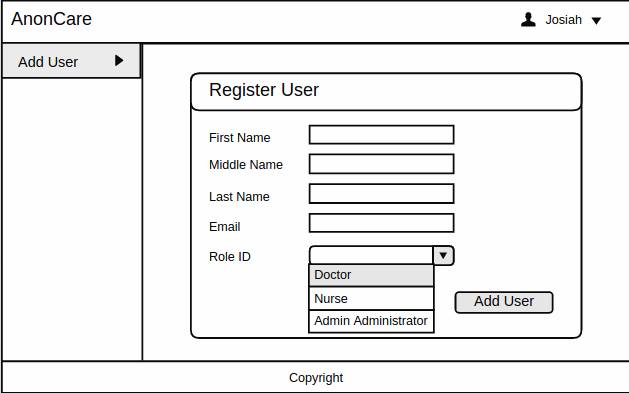 AnonCare
Josiah
Add User
Register User
First Name
Middle Name
Last Name
Email
Role ID
Doctor
Nurse
Admin Administrator
Add User
Copyright